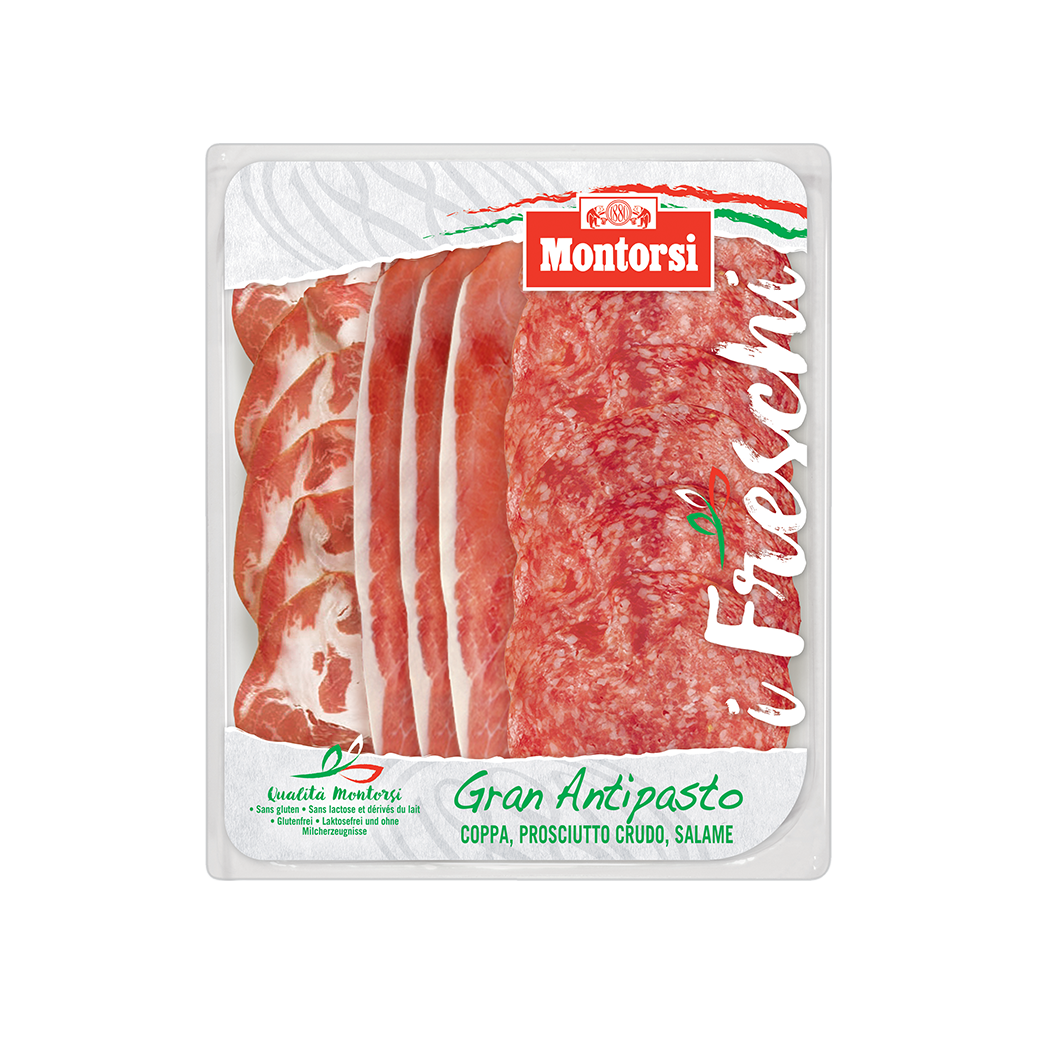 1881
Montorsi
i Freschi
Qualità Montorsi
• Sans gluten • Sans lactose et dérivés du lait
• Glutenfrei • Laktosefrei und ohne
Milcherzeugnisse
Gran Antipasto
COPPA, PROSCIUTTO CRUDO, SALAME